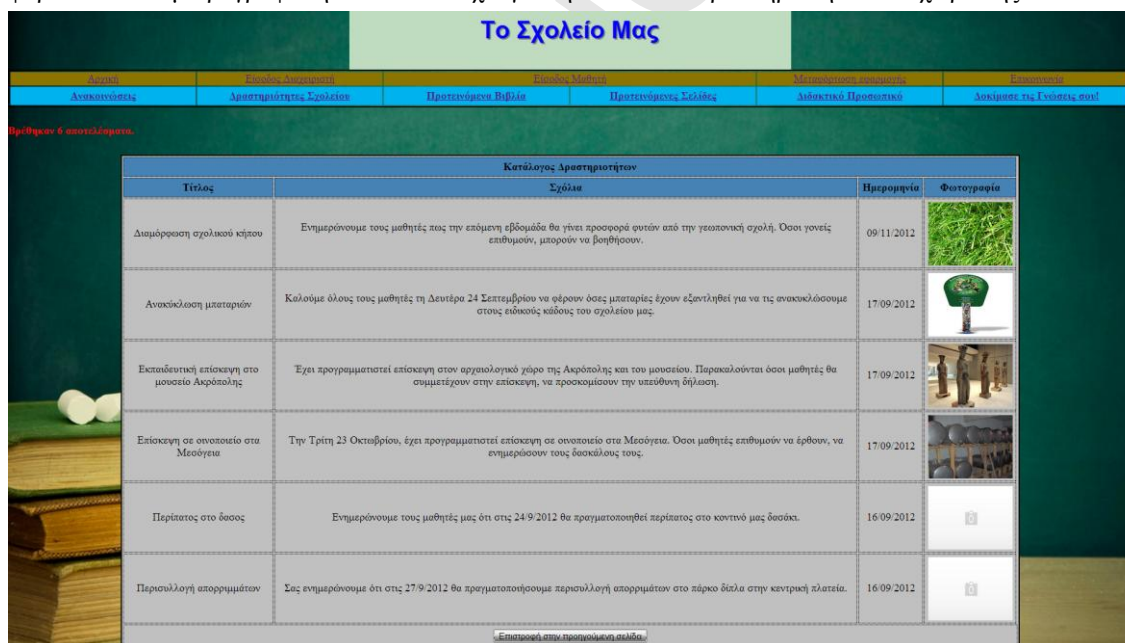 Το Σχολείο Μας
Αρχική Είσοδος Διαχειριστή Είσοδος Μαθητή Μεταφόρτωση εφαρμογής Επικοινωνία
Ανακοινώσεις Δραστηριότητες Σχολείου Προτεινόμενα Βιβλία Προτεινόμενες Σελίδες Διδακτικό Προσωπικό Δοκίμασε τις Γνώσεις σου!
Βρέθηκαν 6 αποτελέσματα.
Κατάλογος Δραστηριοτήτων
Τίτλος Σχόλια Ημερομηνία Φωτογραφία
Διαμόρφωση σχολικού κήπου
Ενημερώνουμε τους μαθητές πως την επόμενη εβδομάδα θα γίνει προσφορά φυτών από την γεωπονική σχολή. Όσοι γονείς
επιθυμούν, μπορούν να βοηθήσουν.
09/11/2012
Ανακύκλωση μπαταριών
Καλούμε όλους τους μαθητές τη Δευτέρα 24 Σεπτεμβρίου να φέρουν όσες μπαταρίες έχουν εξαντληθεί για να τις ανακυκλώσουμε
στους ειδικούς κάδους του σχολείου μας.
17/09/2012
Εκπαιδευτική επίσκεψη στο
μουσείο Ακρόπολης
Έχει προγραμματιστεί επίσκεψη στον αρχαιολογικό χώρο της Ακρόπολης και του μουσείου. Παρακαλούνται όσοι μαθητές θα
συμμετέχουν στην επίσκεψη, να προσκομίσουν την υπεύθυνη δήλωση.
17/09/2012
Επίσκεψη σε οινοποιείο στα
Μεσόγεια
Την Τρίτη 23 Οκτωβρίου, έχει προγραμματιστεί επίσκεψη σε οινοποιείο στα Μεσόγεια. Όσοι μαθητές επιθυμούν να έρθουν, να
ενημερώσουν τους δασκάλους τους.
17/09/2012
Περίπατος στο δασος
Ενημερώνουμε τους μαθητές μας ότι στις 24/9/2012 θα πραγματοποιηθεί περίπατος στο κοντινό μας δασάκι.
16/09/2012
Περισυλλογή απορριμμάτων
Σας ενημερώνουμε ότι στις 27/9/2012 θα πραγματοποιήσουμε περισυλλογή απορριμάτων στο πάρκο δίπλα στην κεντρική πλατεία.
16/09/2012
Επιστροφή στην προηγούμενη σελίδα